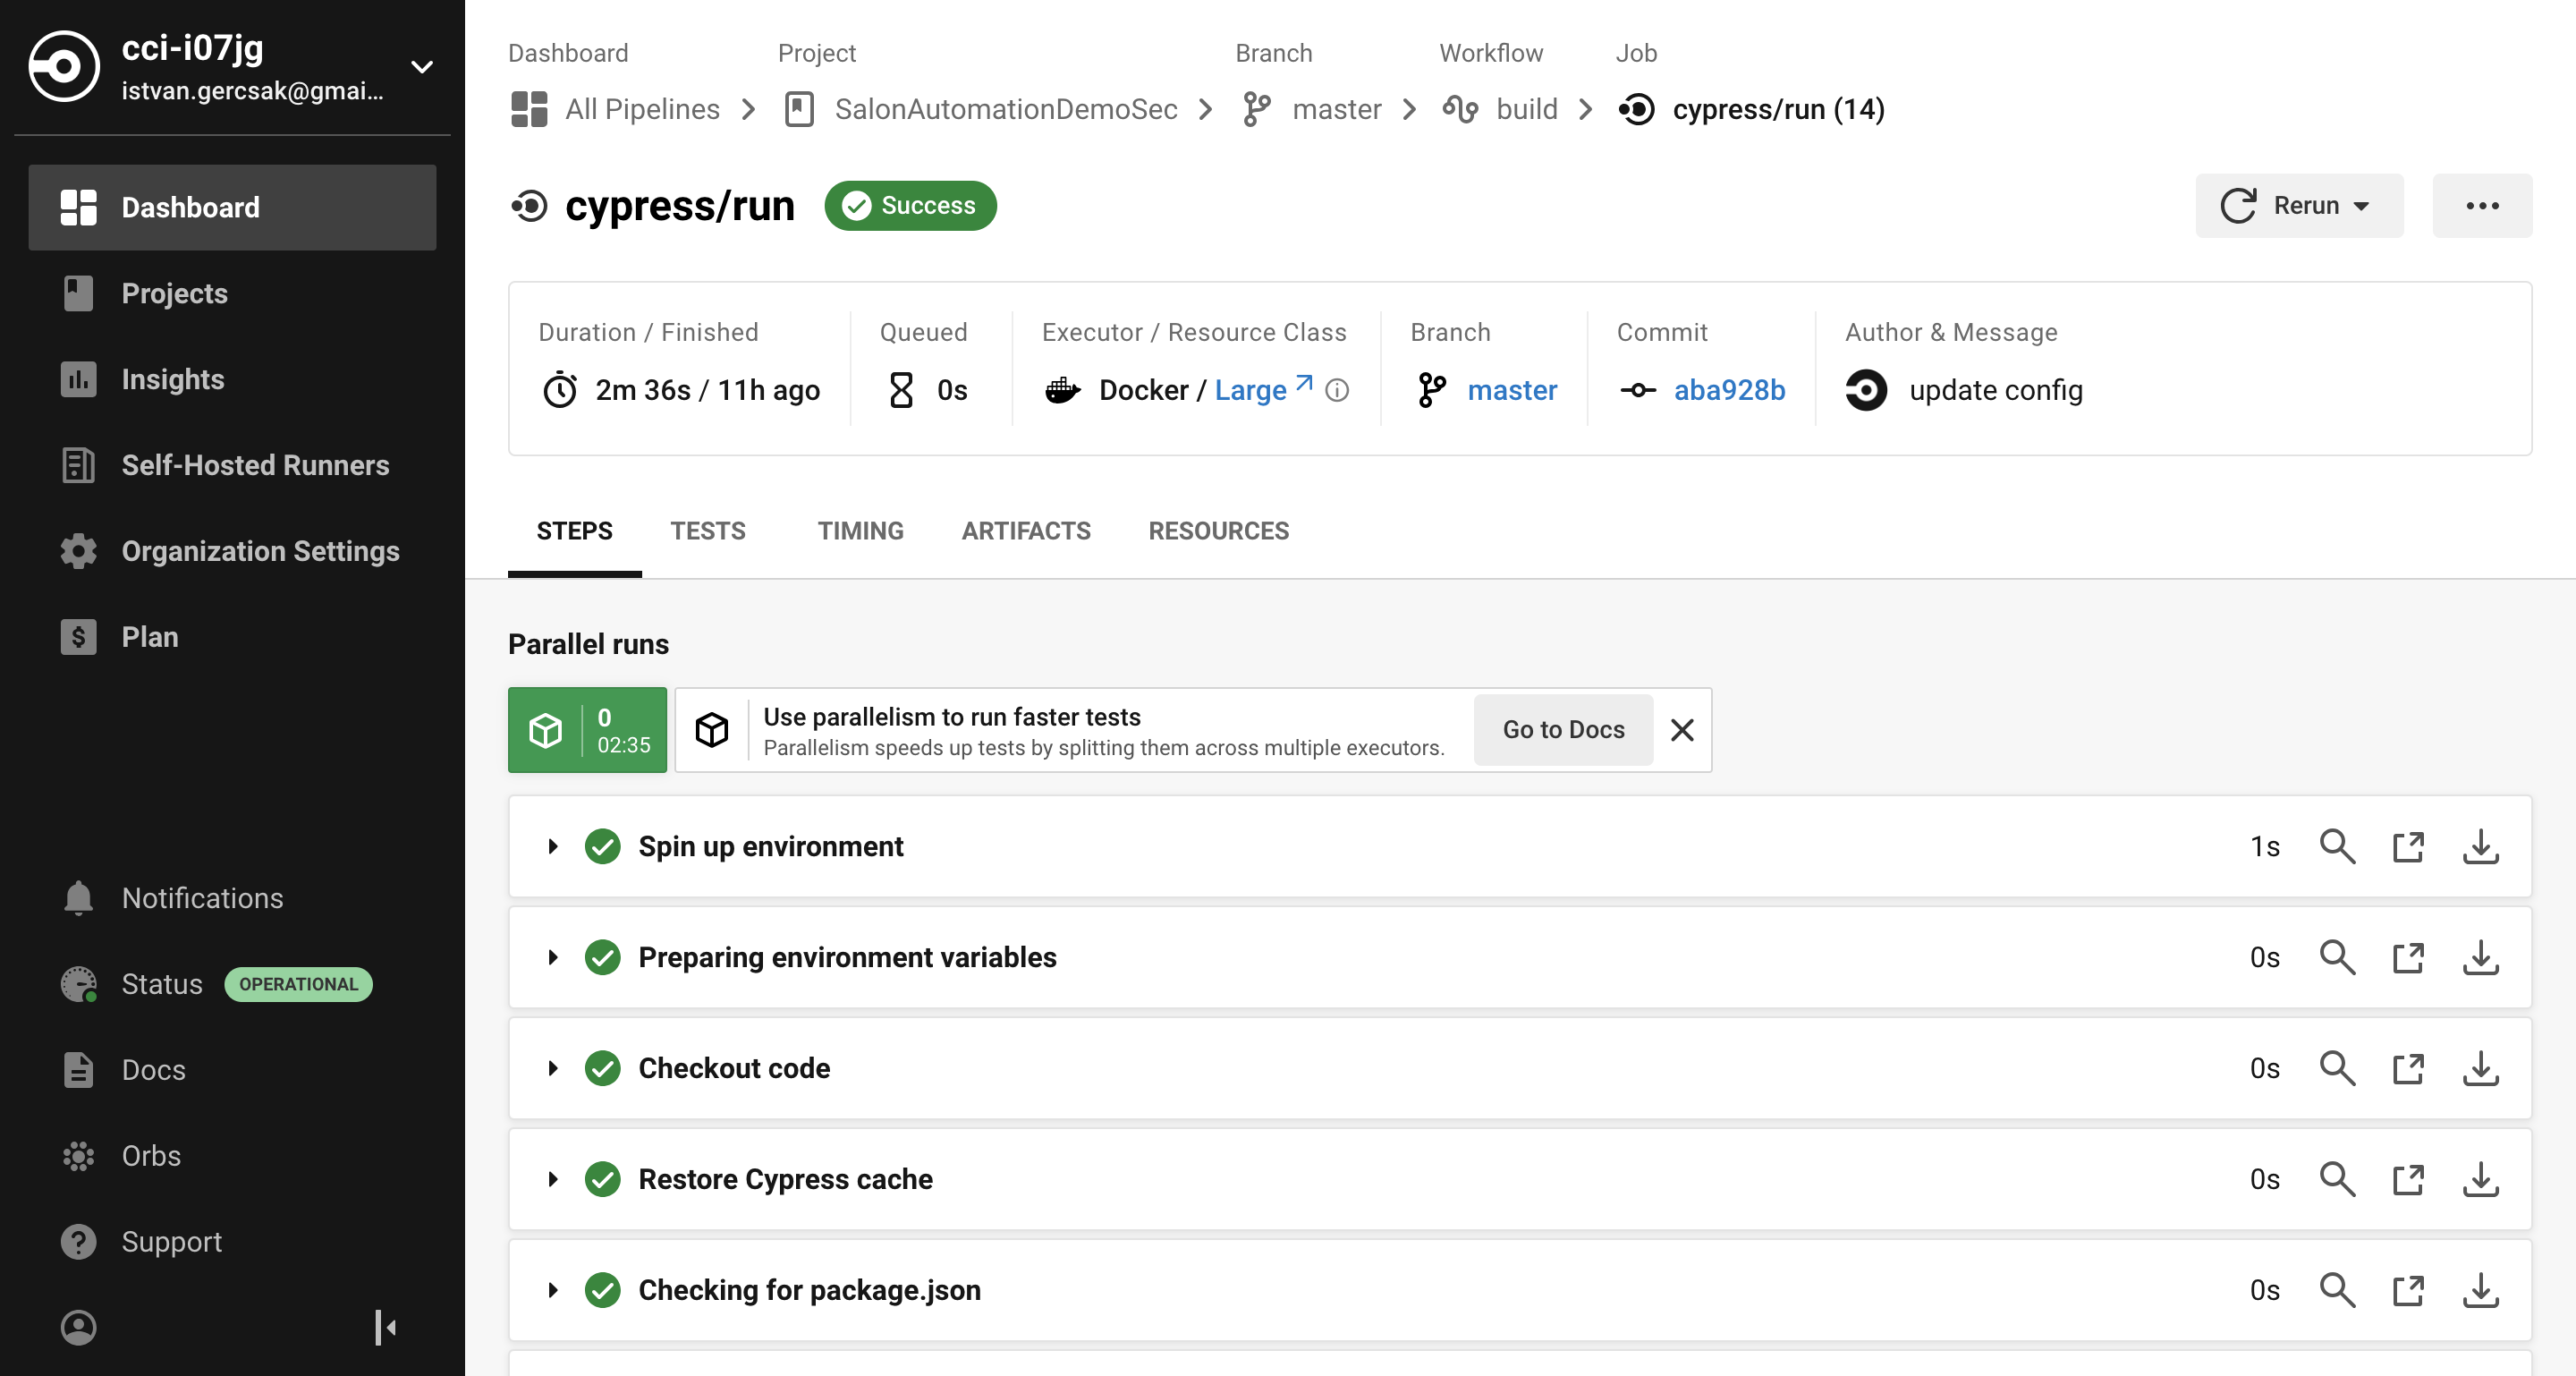 cci-i07jg
istvan.gercsak@gmai...
Dashboard
Projects
Insights
Self-Hosted Runners
Organization Settings
Plan
Notifications
Status OPERATIONAL
Docs
Orbs
Support
Dashboard Project Branch Workflow Job
All Pipelines SalonAutomationDemoSec master build cypress/run (14)
cypress/run Success Rerun
Duration / Finished Queued Executor / Resource Class Branch Commit Author & Message
2m 36s / 11h ago 0s Docker / Large master aba928b update config
STEPS TESTS TIMING ARTIFACTS RESOURCES
Parallel runs
0
02:35
Use parallelism to run faster tests
Parallelism speeds up tests by splitting them across multiple executors.
Go to Docs
Spin up environment 1s
Preparing environment variables 0s
Checkout code 0s
Restore Cypress cache 0s
Checking for package.json 0s